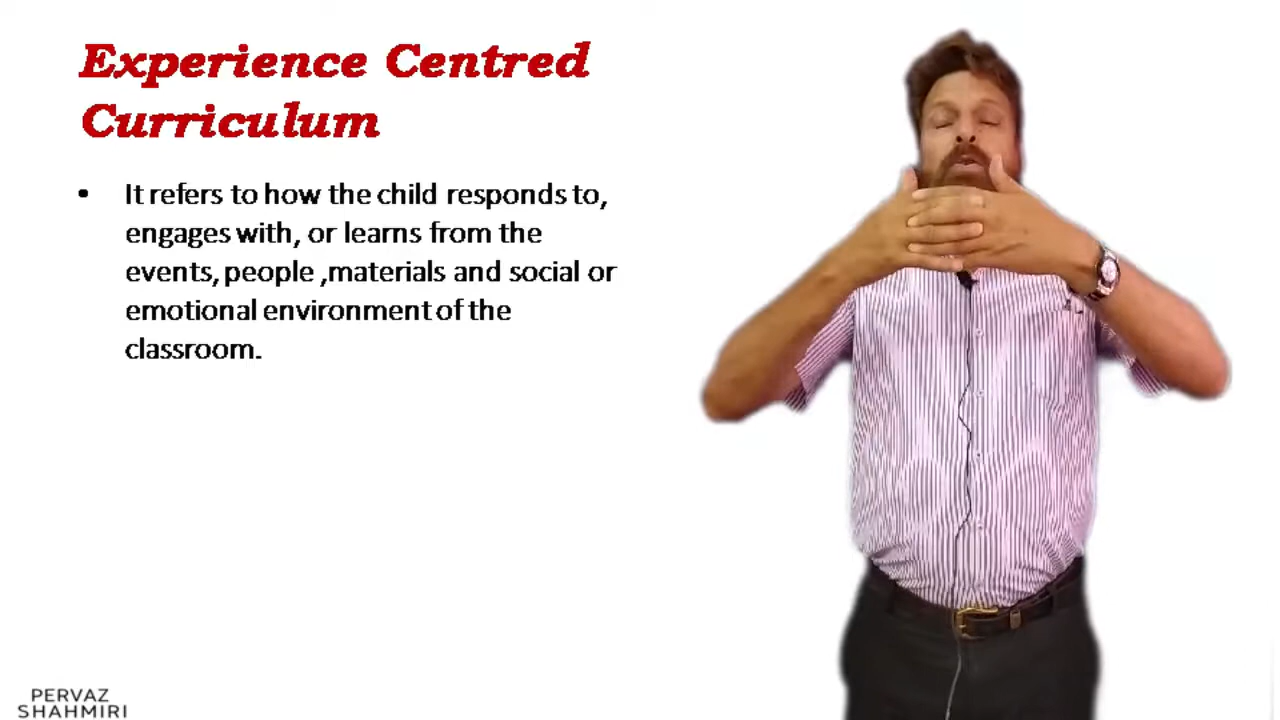 Experience Centred
Curriculum
• It refers to how the child responds to,
engages with, or learns from the
events, people ,materials and social or
emotional environment of the
classroom.
PERVAZ
SHAHMIRI